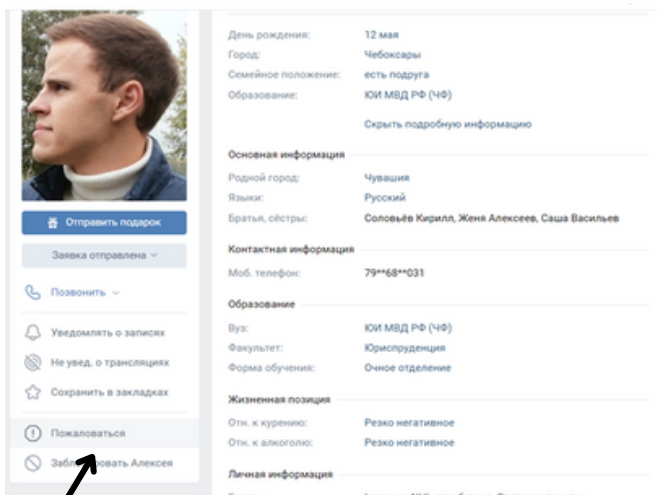 День рождения: 12 мая
Город: Чебоксары
Семейное положение: есть подруга
Образование: ЮИ МВД РФ (ЧФ)
Скрыть подробную информацию
Основная информация
Родной город: Чувашия
Языки: Русский
Братья, сёстры: Соловьёв Кирилл, Женя Алексеев, Саша Васильев
Контактная информация
Моб. телефон: 79**68**031
Образование
Вуз: ЮИ МВД РФ (ЧФ)
Факультет: Юриспруденция
Форма обучения: Очное отделение
Жизненная позиция
Отн. к курению: Резко негативное
Отн. к алкоголю: Резко негативное
Личная информация
Отправить подарок
Заявка отправлена
Позвонить
Уведомлять о записях
Не увед. о трансляциях
Сохранить в закладках
Пожаловаться
Алексея